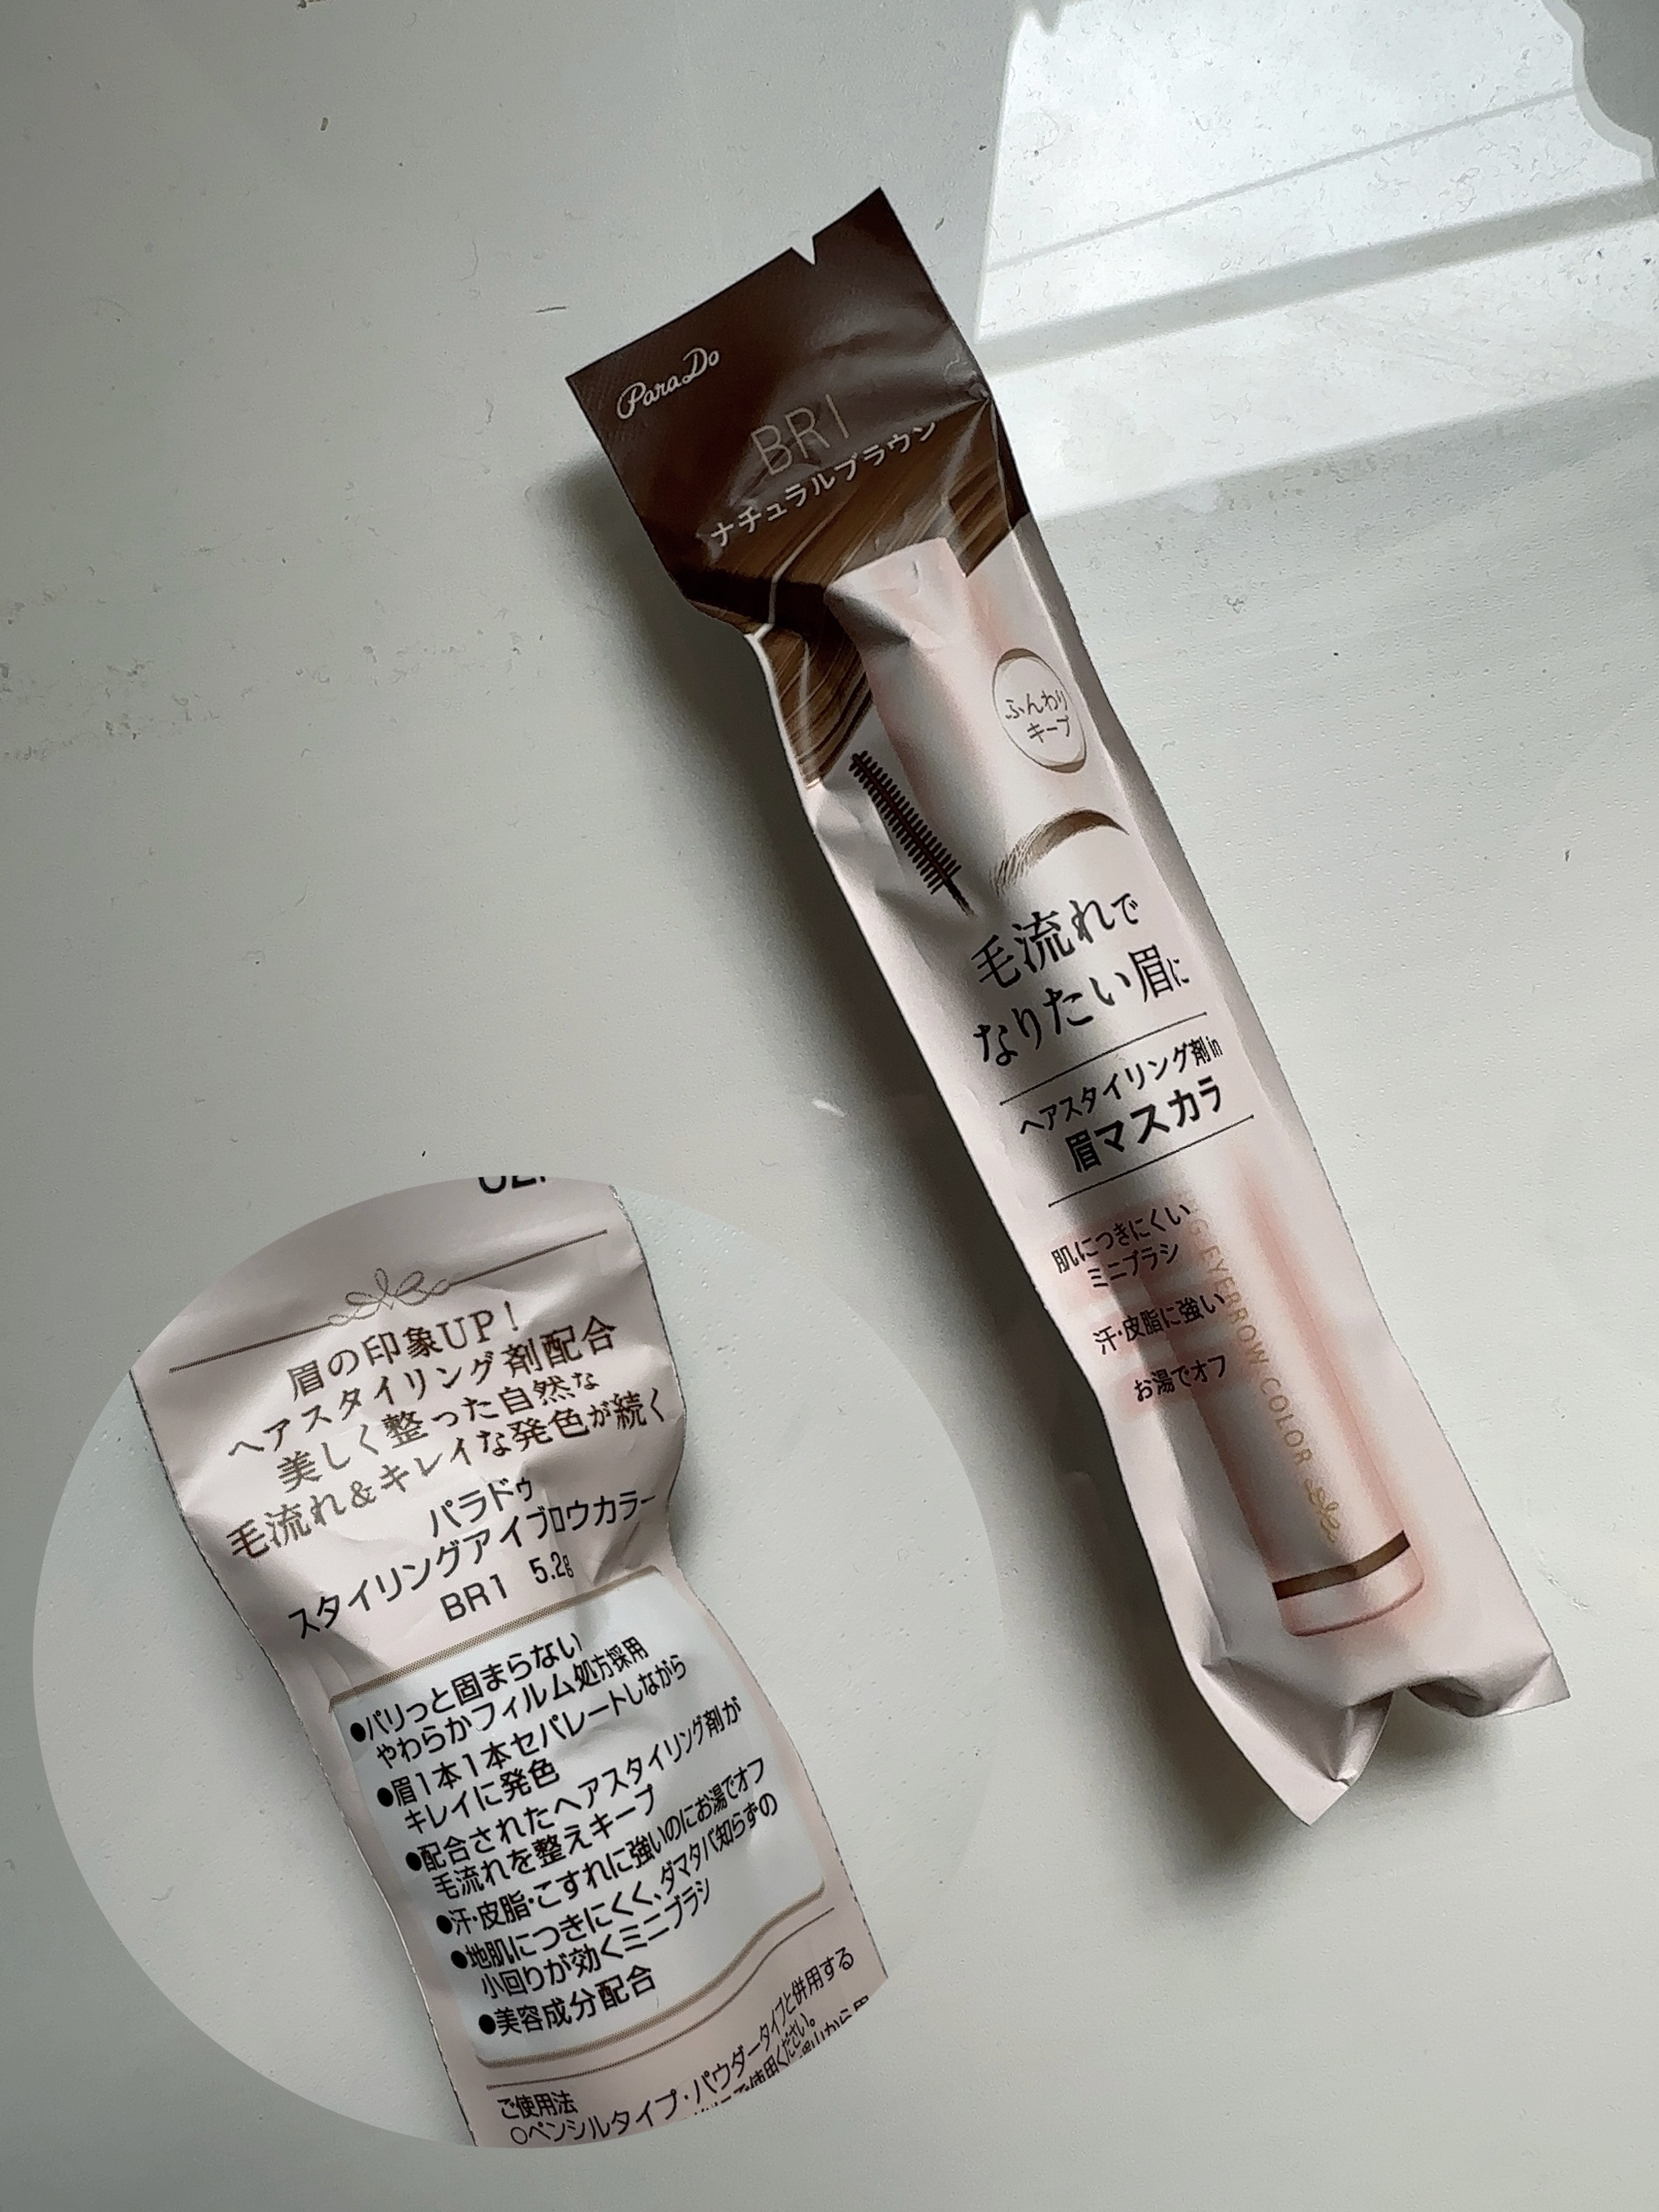 ParaDo
BR1
ナチュラルブラウン
ふんわり
キープ
毛流れで
なりたい眉に
ヘアスタイリング剤in
眉マスカラ
肌につきにくい
ミニブラシ
汗・皮脂に強い
お湯でオフ
G EYEBROW COLOR
眉の印象UP!
ヘアスタイリング剤配合
美しく整った自然な
毛流れ&キレイな発色が続く
パラドゥ
スタイリングアイブロウカラー
BR1 5.2g
●パリっと固まらない
やわらかフィルム処方採用
●眉1本1本セパレートしながら
キレイに発色
●配合されたヘアスタイリング剤が
毛流れを整えキープ
●汗・皮脂・こすれに強いのにお湯でオフ
●地肌につきにくく、ダマタバ知らずの
小回りが効くミニブラシ
●美容成分配合
ご使用法
○ペンシルタイプ・パウダータイプと併用する
ご使用ください。